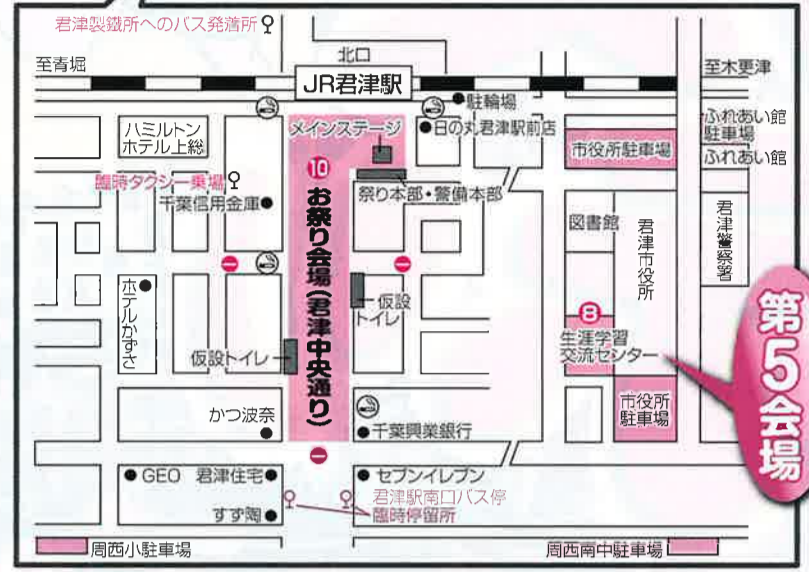 君津製鐵所へのバス発着所
北口
至青堀
至木更津
JR君津駅
駐輪場
ハミルトン
ホテル上総
メインステージ
日の丸君津駅前店
市役所駐車場
ふれあい館
駐車場
ふれあい館
⑩
臨時タクシー乗場
千葉信用金庫
祭り本部・警備本部
お祭り会場(君津中央通り)
図書館
君津市役所
君津警察署
ホテルかずさ
仮設
トイレ
⑧
生涯学習
交流センター
第5会場
仮設トイレ
市役所
駐車場
かつ波奈
千葉興業銀行
GEO
君津住宅
セブンイレブン
君津駅南口バス停
臨時停留所
すず陶
周西小駐車場
周西南中駐車場